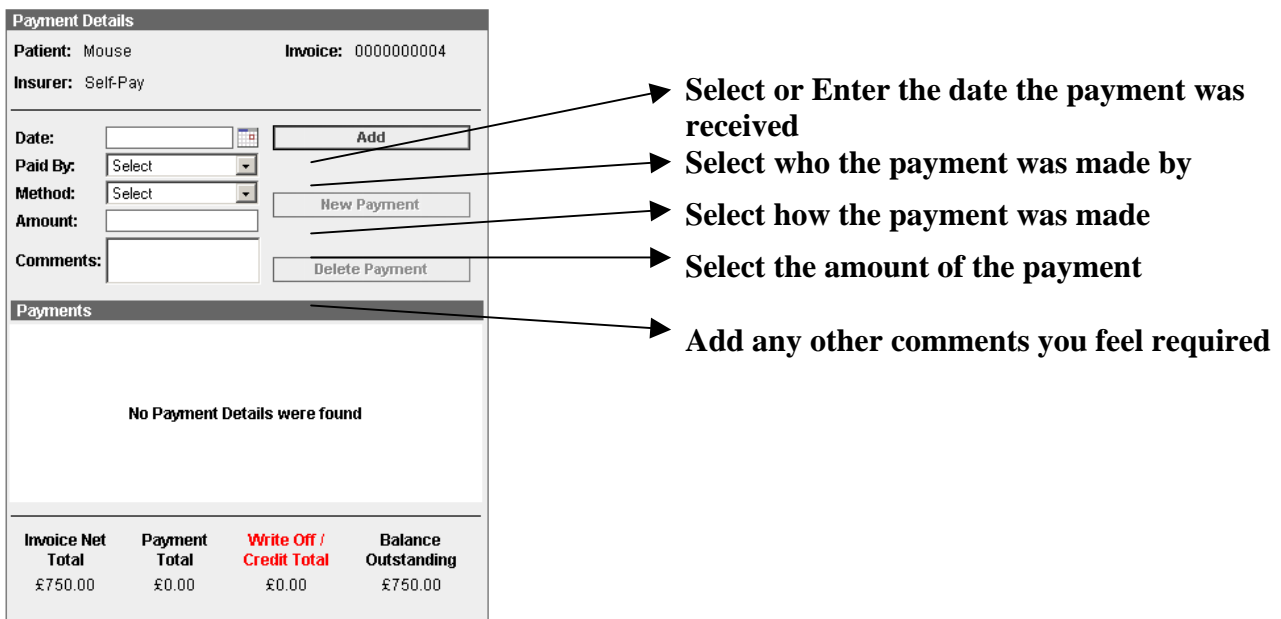 Payment Details
Patient: Mouse Invoice: 0000000004
Insurer: Self-Pay
Date: Add
Paid By: Select
Method: Select
New Payment
Amount:
Comments:
Delete Payment
Payments
No Payment Details were found
Invoice Net Payment Write Off / Balance
Total Total Credit Total Outstanding
£750.00 £0.00 £0.00 £750.00
Select or Enter the date the payment was
received
Select who the payment was made by
Select how the payment was made
Select the amount of the payment
Add any other comments you feel required